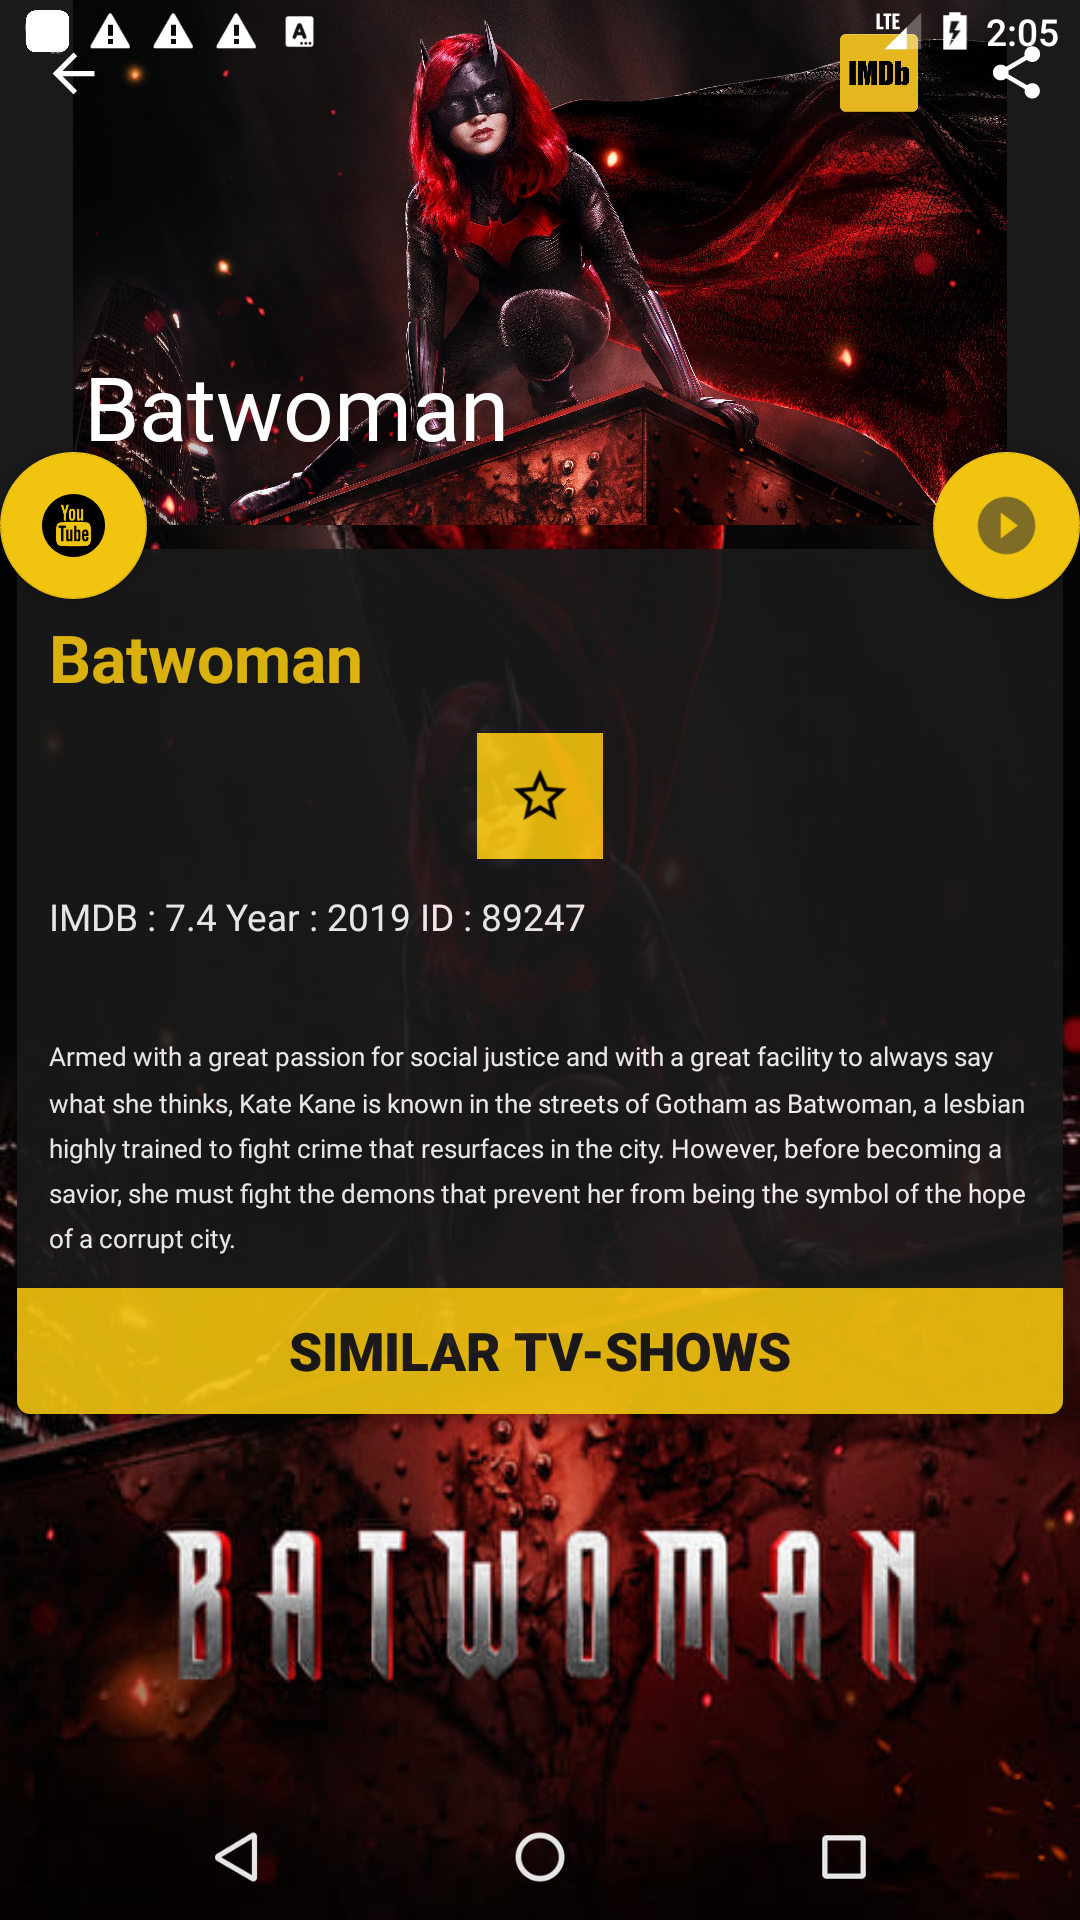 A
LTE
2:05
IMDb
Batwoman
You
Tube
Batwoman
IMDB : 7.4 Year : 2019 ID : 89247
Armed with a great passion for social justice and with a great facility to always say
what she thinks, Kate Kane is known in the streets of Gotham as Batwoman, a lesbian
highly trained to fight crime that resurfaces in the city. However, before becoming a
savior, she must fight the demons that prevent her from being the symbol of the hope
of a corrupt city.
SIMILAR TV-SHOWS
BATWOMAN